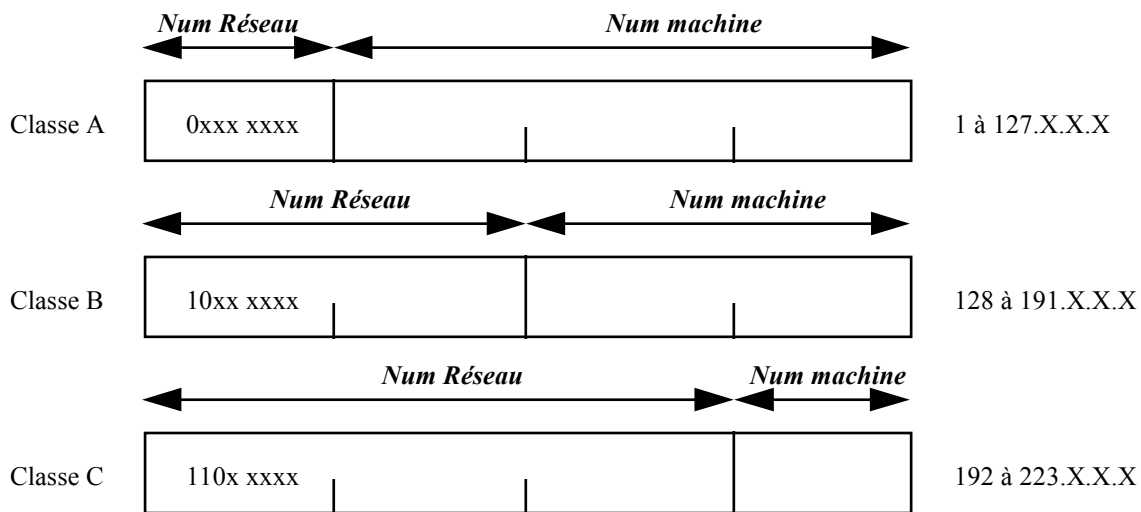 Num Réseau Num machine
Classe A 0xxx xxxx 1 à 127.X.X.X
Num Réseau Num machine
Classe B 10xx xxxx 128 à 191.X.X.X
Num Réseau Num machine
Classe C 110x xxxx 192 à 223.X.X.X